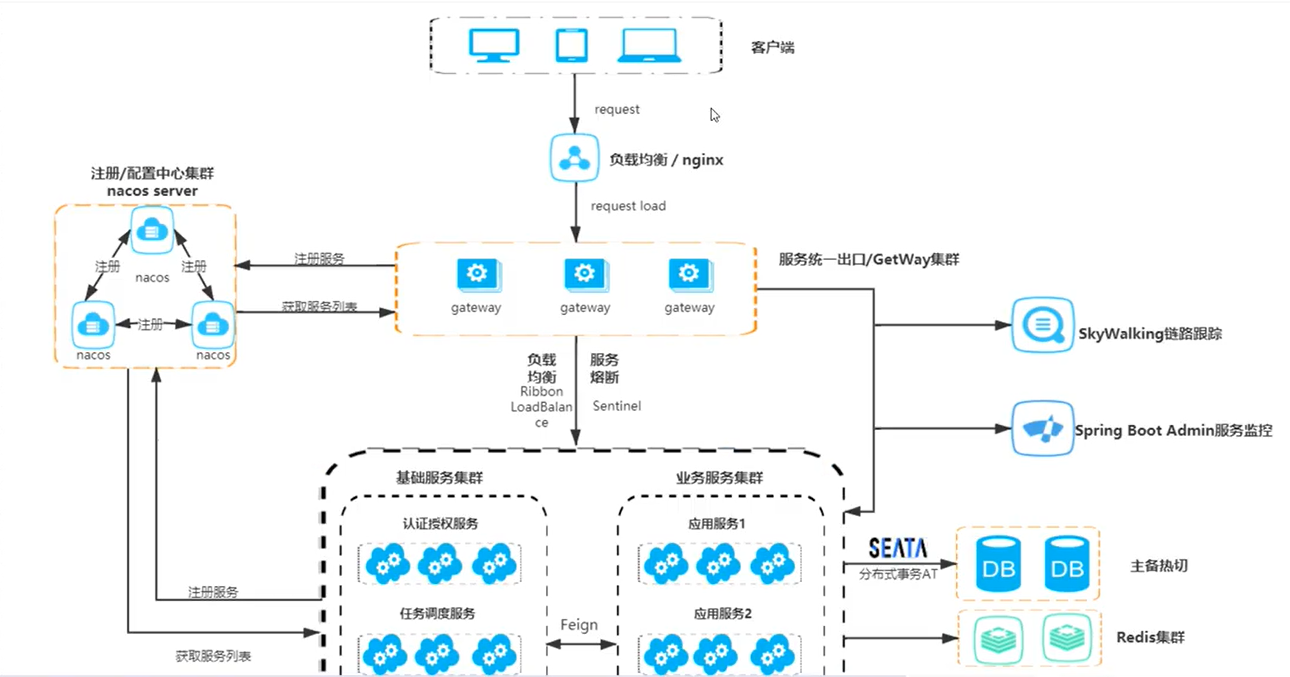 客户端
request
负载均衡 / nginx
request load
注册/配置中心集群
nacos server
注册
注册
nacos
注册
nacos
nacos
注册服务
获取服务列表
gateway
gateway
gateway
服务统一出口/GetWay集群
SkyWalking链路跟踪
Spring Boot Admin服务监控
负载
均衡
Ribbon
LoadBalan
ce
服务
熔断
Sentinel
基础服务集群
业务服务集群
认证授权服务
应用服务1
任务调度服务
应用服务2
Feign
注册服务
获取服务列表
SEATA
分布式事务AT
DB
DB
主备热切
Redis集群